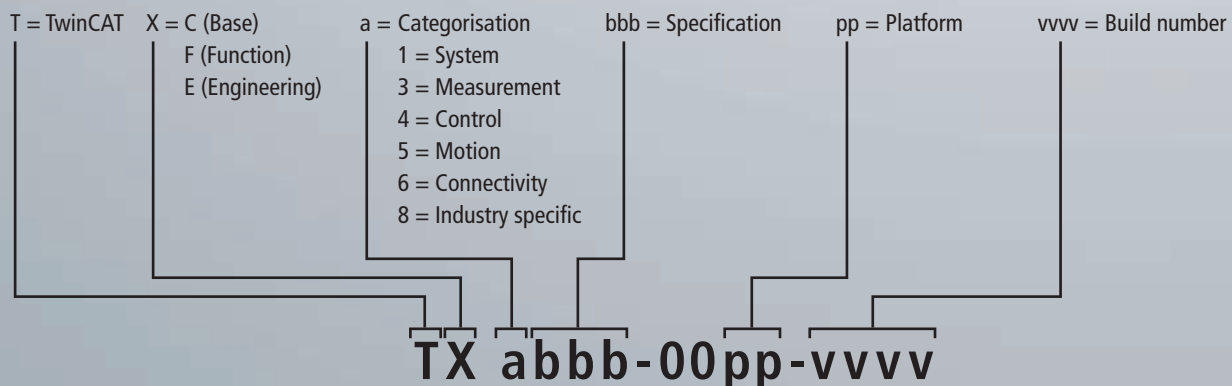 T = TwinCAT X = C (Base) a = Categorisation bbb = Specification pp = Platform vvvv = Build number
F (Function) 1 = System
E (Engineering) 3 = Measurement
4 = Control
5 = Motion
6 = Connectivity
8 = Industry specific
TX abbb-00pp-vvvv